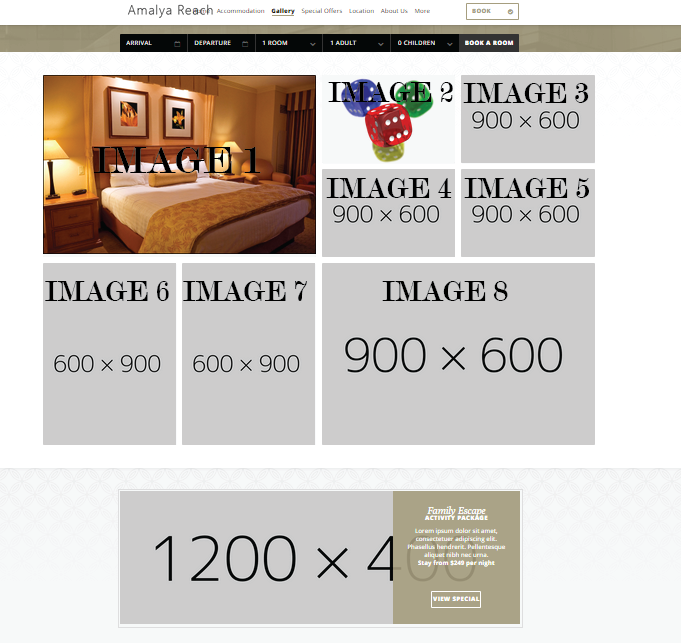 Amalya Reach
Home Accommodation Gallery Special Offers Location About Us More
BOOK
ARRIVAL DEPARTURE 1 ROOM 1 ADULT 0 CHILDREN BOOK A ROOM
IMAGE 1
IMAGE 2
IMAGE 3
900 × 600
IMAGE 4
900 × 600
IMAGE 5
900 × 600
IMAGE 6
600 × 900
IMAGE 7
600 × 900
IMAGE 8
900 × 600
1200 × 400
Family Escape
ACTIVITY PACKAGE
Lorem ipsum dolor sit amet,
consectetuer adipiscing elit.
Phasellus hendrerit. Pellentesque
aliquet nibh nec urna.
Stay from $249 per night
VIEW SPECIAL